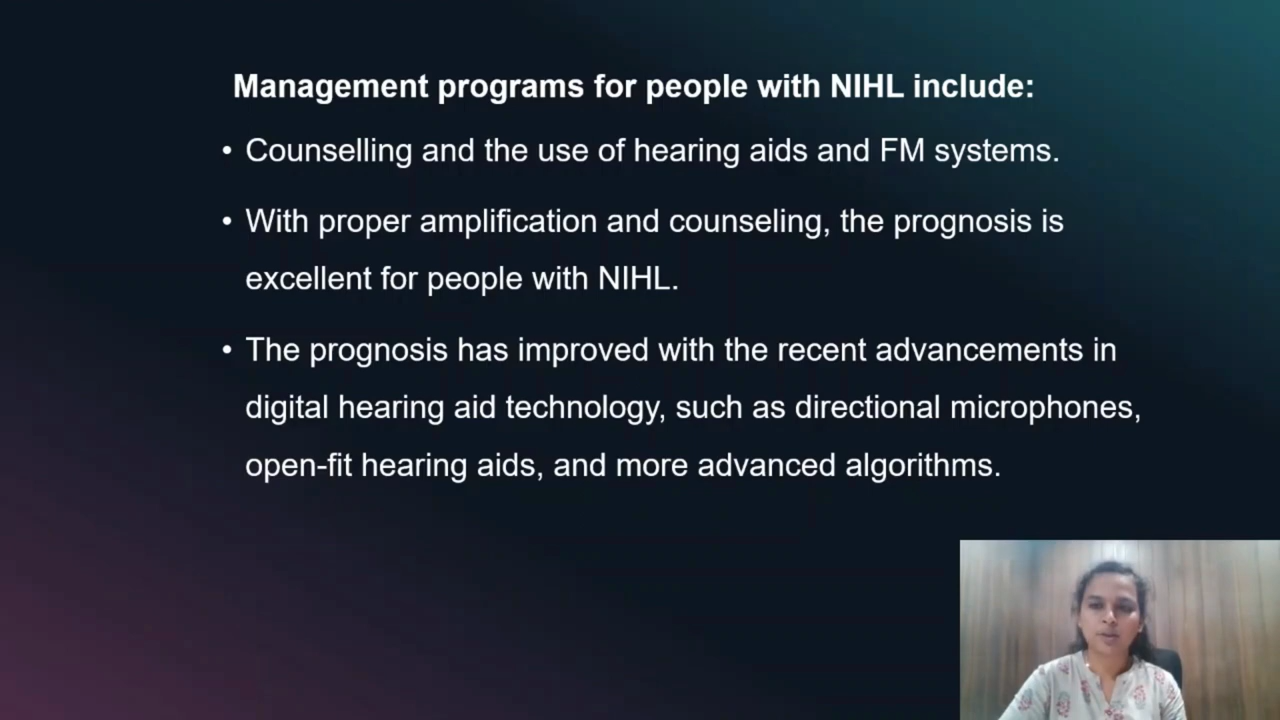 Management programs for people with NIHL include:
• Counselling and the use of hearing aids and FM systems.
• With proper amplification and counseling, the prognosis is
excellent for people with NIHL.
• The prognosis has improved with the recent advancements in
digital hearing aid technology, such as directional microphones,
open-fit hearing aids, and more advanced algorithms.